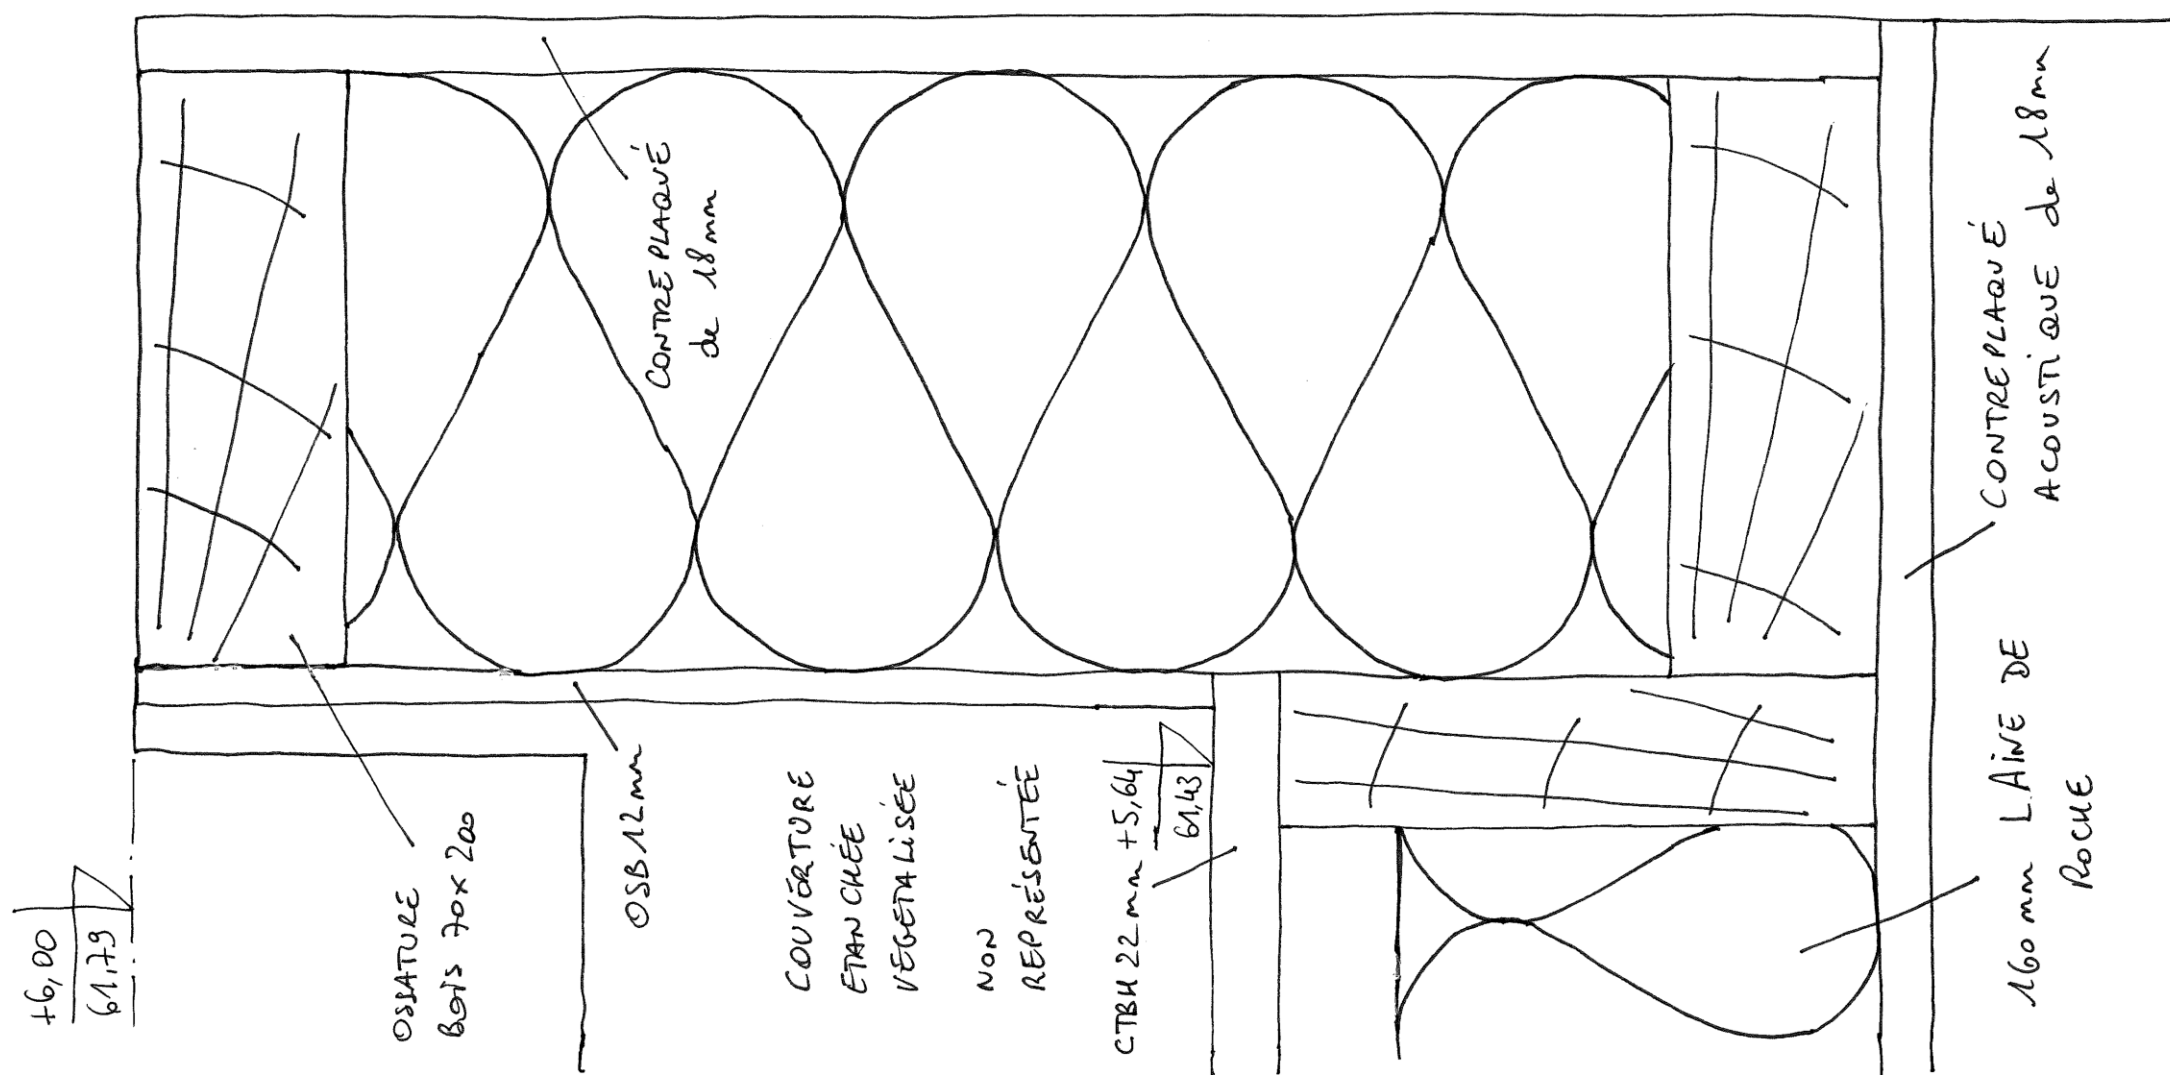 +6,00
61,79
OSSATURE
BOIS 70x200
OSB 12mm
CONTREPLAQUÉ
de 18mm
COUVERTURE
ÉTANCHÉE
VÉGÉTALISÉE
NON
REPRÉSENTÉE
CTBH 22mm +5,64
61,43
CONTREPLAQUÉ
ACOUSTIQUE de 18mm
160mm LAINE DE
ROCHE